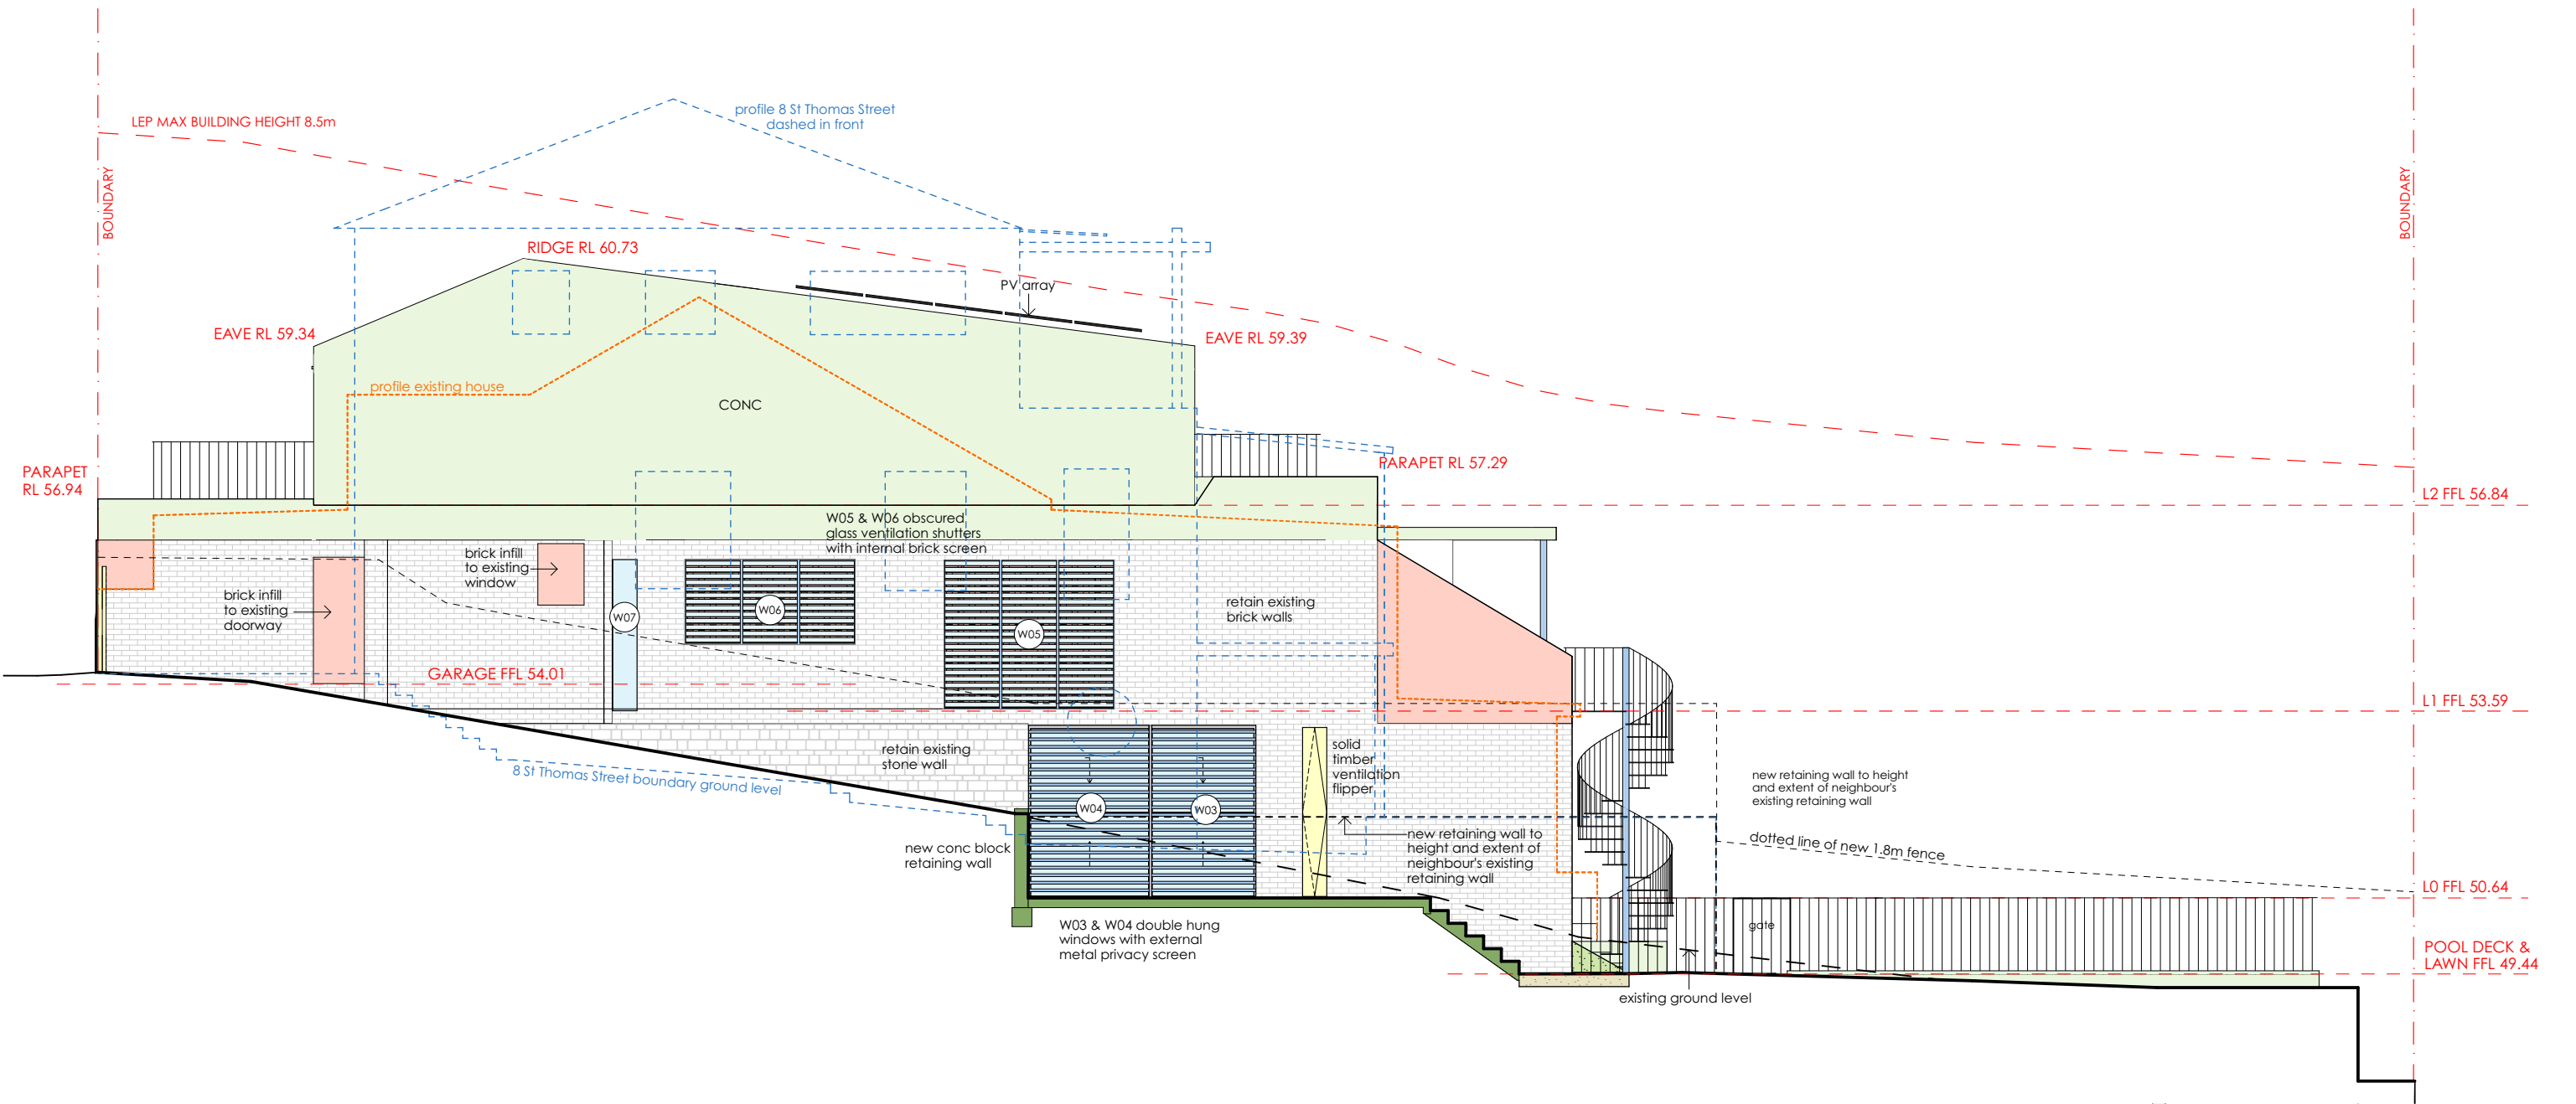 LEP MAX BUILDING HEIGHT 8.5m
profile 8 St Thomas Street
dashed in front
BOUNDARY
BOUNDARY
RIDGE RL 60.73
PV array
EAVE RL 59.34
EAVE RL 59.39
profile existing house
CONC
PARAPET
RL 56.94
PARAPET RL 57.29
L2 FFL 56.84
W05 & W06 obscured
glass ventilation shutters
with internal brick screen
brick infill
to existing
window
brick infill
to existing
doorway
W07
W06
W05
retain existing
brick walls
GARAGE FFL 54.01
L1 FFL 53.59
retain existing
stone wall
solid
timber
ventilation
flipper
8 St Thomas Street boundary ground level
W04
W03
new retaining wall to height
and extent of neighbour's
existing retaining wall
new conc block
retaining wall
new retaining wall to
height and extent of
neighbour's existing
retaining wall
dotted line of new 1.8m fence
L0 FFL 50.64
W03 & W04 double hung
windows with external
metal privacy screen
gate
POOL DECK &
LAWN FFL 49.44
existing ground level